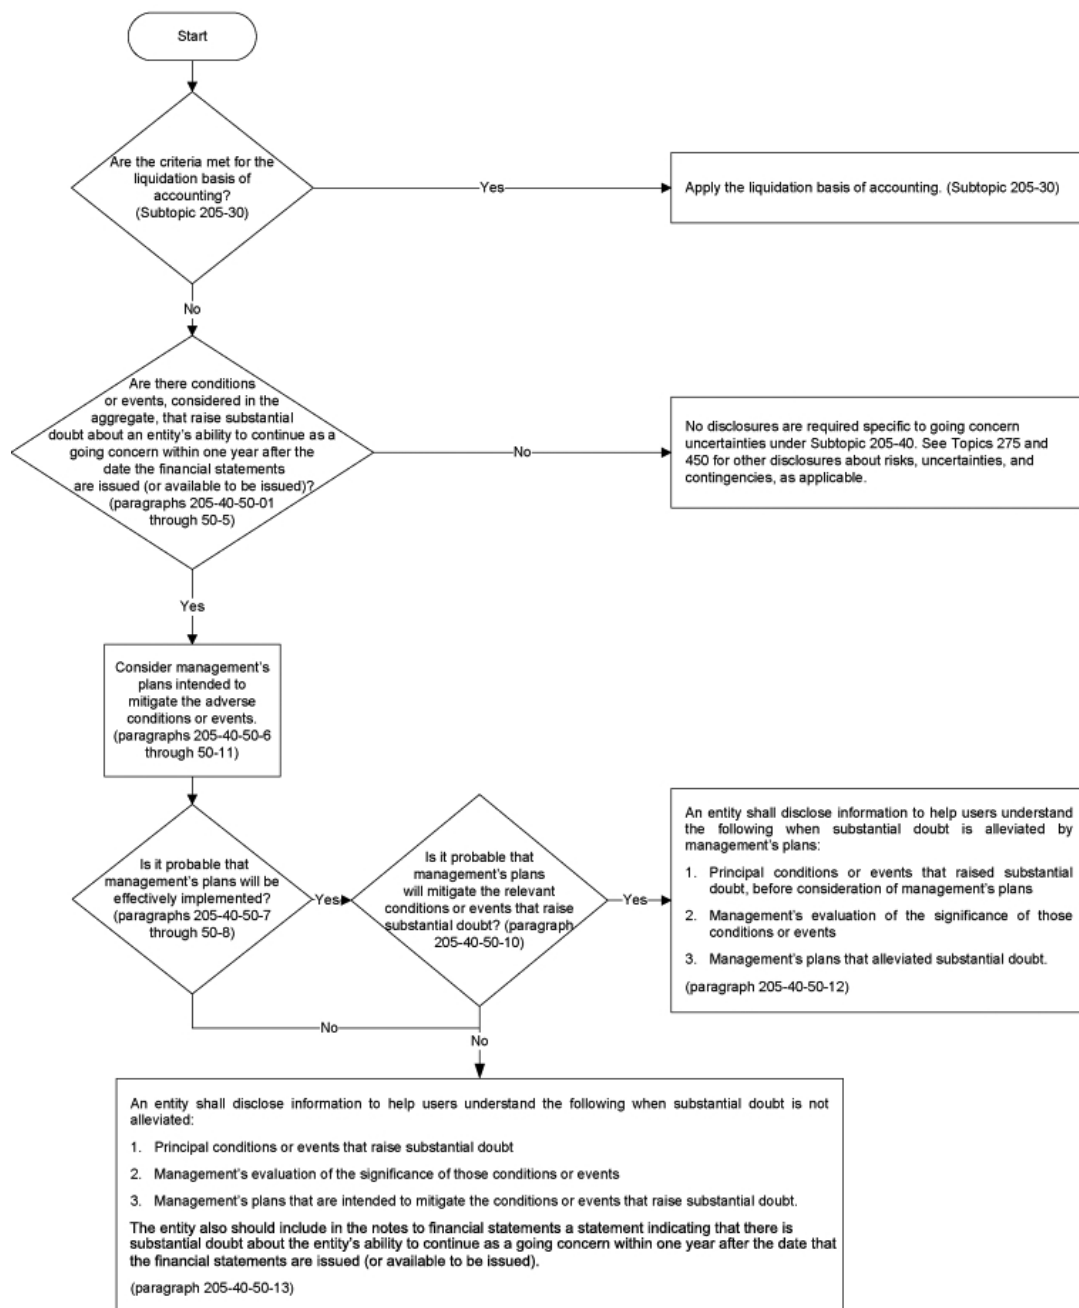 Start
Are the criteria met for the
liquidation basis of
accounting?
(Subtopic 205-30)
Yes
Apply the liquidation basis of accounting. (Subtopic 205-30)
No
Are there conditions
or events, considered in the
aggregate, that raise substantial
doubt about an entity's ability to continue as a
going concern within one year after the
date the financial statements
are issued (or available to be issued)?
(paragraphs 205-40-50-01
through 50-5)
No
No disclosures are required specific to going concern
uncertainties under Subtopic 205-40. See Topics 275 and
450 for other disclosures about risks, uncertainties, and
contingencies, as applicable.
Yes
Consider management's
plans intended to
mitigate the adverse
conditions or events.
(paragraphs 205-40-50-6
through 50-11)
Is it probable that
management's plans will be
effectively implemented?
(paragraphs 205-40-50-7
through 50-8)
Yes
Is it probable that
management's plans
will mitigate the relevant
conditions or events that raise
substantial doubt? (paragraph
205-40-50-10)
Yes
An entity shall disclose information to help users understand
the following when substantial doubt is alleviated by
management's plans:
1. Principal conditions or events that raised substantial
doubt, before consideration of management's plans
2. Management's evaluation of the significance of those
conditions or events
3. Management's plans that alleviated substantial doubt.
(paragraph 205-40-50-12)
No
No
An entity shall disclose information to help users understand the following when substantial doubt is not
alleviated:
1. Principal conditions or events that raise substantial doubt
2. Management's evaluation of the significance of those conditions or events
3. Management's plans that are intended to mitigate the conditions or events that raise substantial doubt.
The entity also should include in the notes to financial statements a statement indicating that there is
substantial doubt about the entity's ability to continue as a going concern within one year after the date that
the financial statements are issued (or available to be issued).
(paragraph 205-40-50-13)